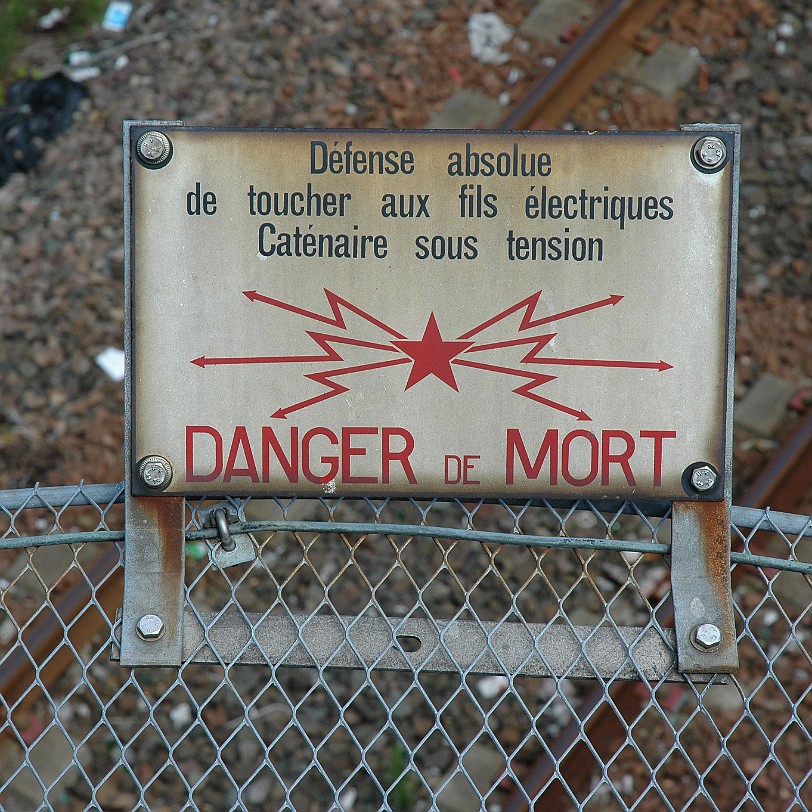 Défense absolue
de toucher aux fils électriques
Caténaire sous tension
DANGER DE MORT